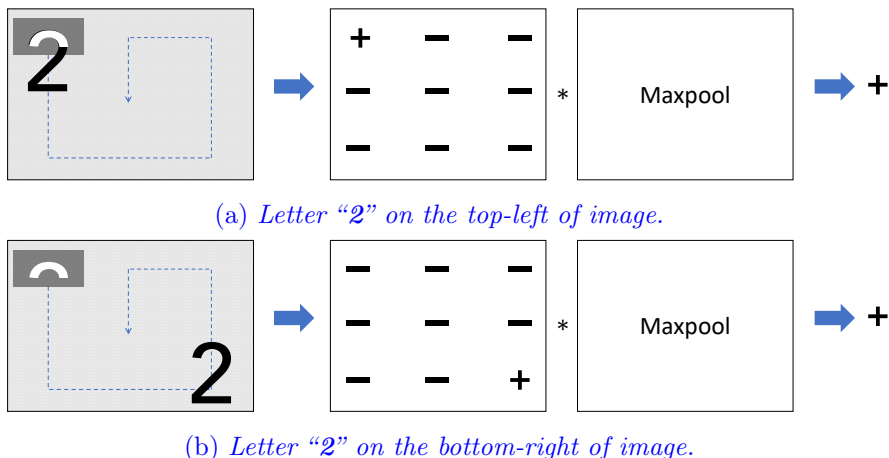 2 + − − * Maxpool +
− − −
− − −
(a) Letter “2” on the top-left of image.
2 − − − * Maxpool +
− − −
− − +
(b) Letter “2” on the bottom-right of image.